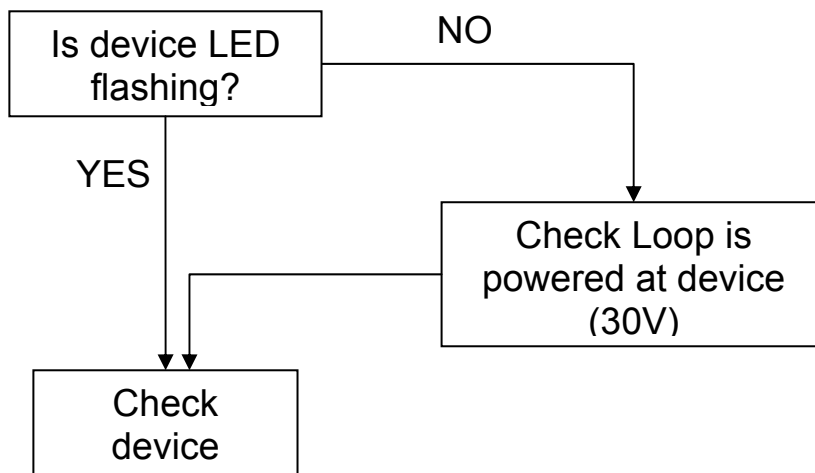 Is device LED
flashing?
NO
YES
Check Loop is
powered at device
(30V)
Check
device